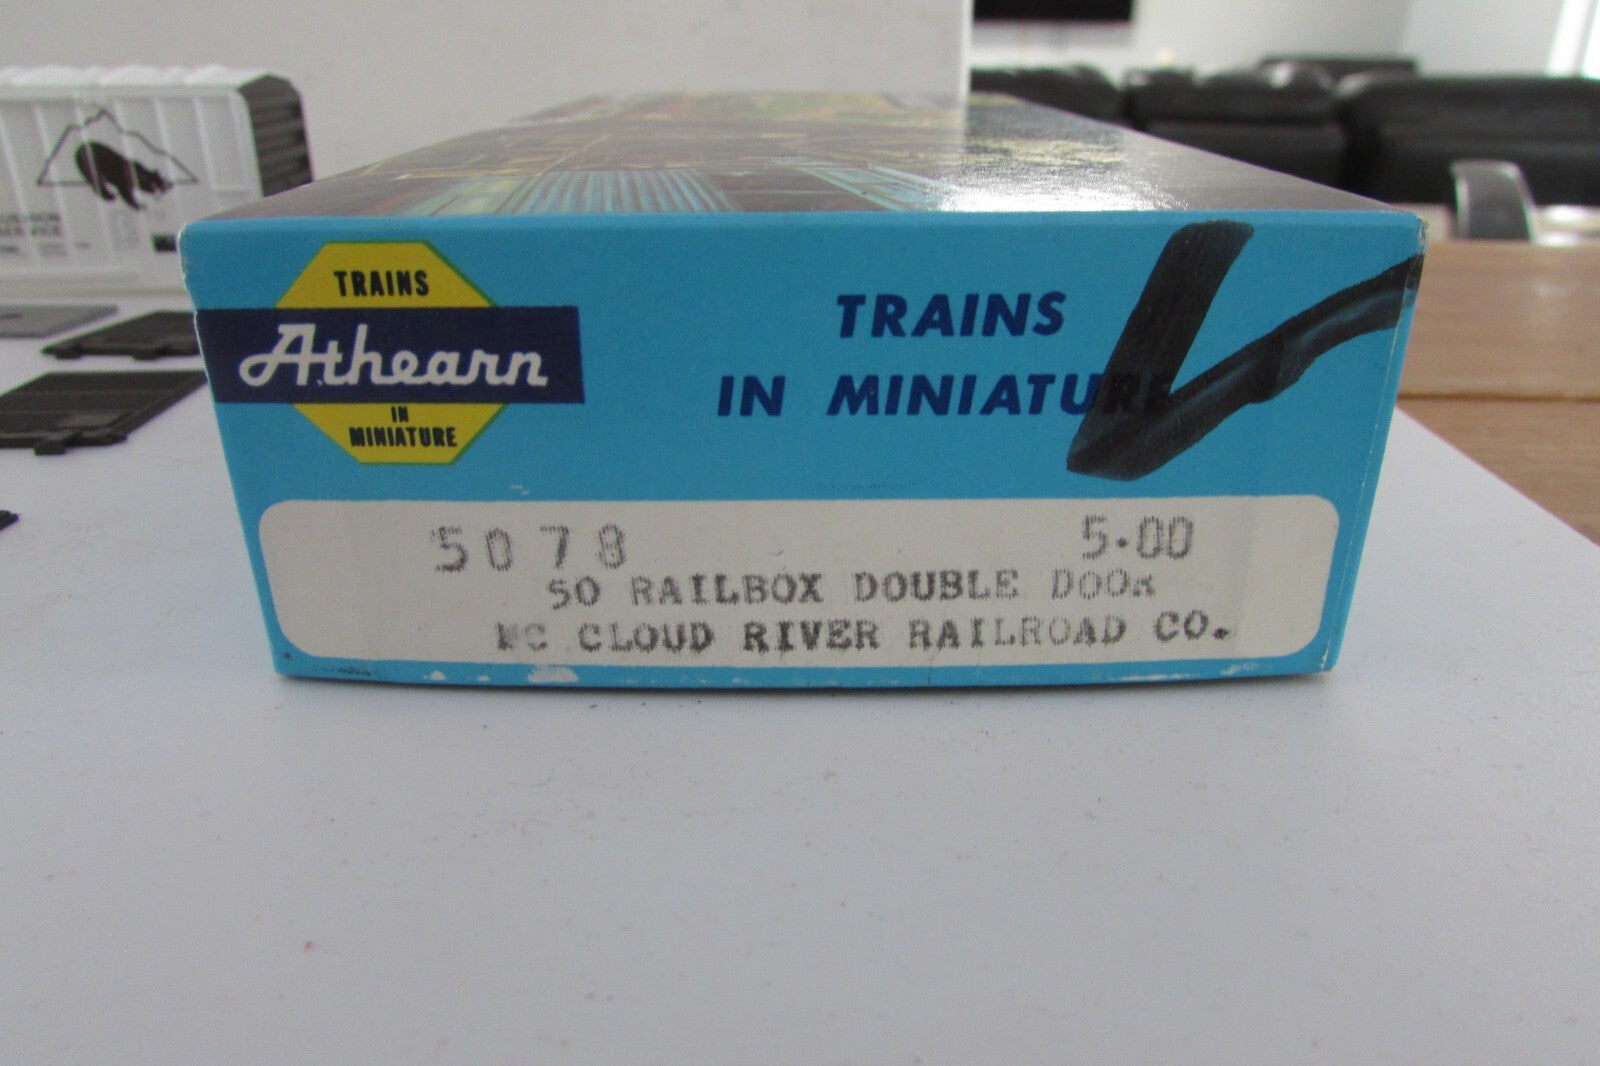 TRAINS
Athearn
IN
MINIATURE
TRAINS
IN MINIATURE
5078 5.00
50 RAILBOX DOUBLE DOOR
MC CLOUD RIVER RAILROAD CO.